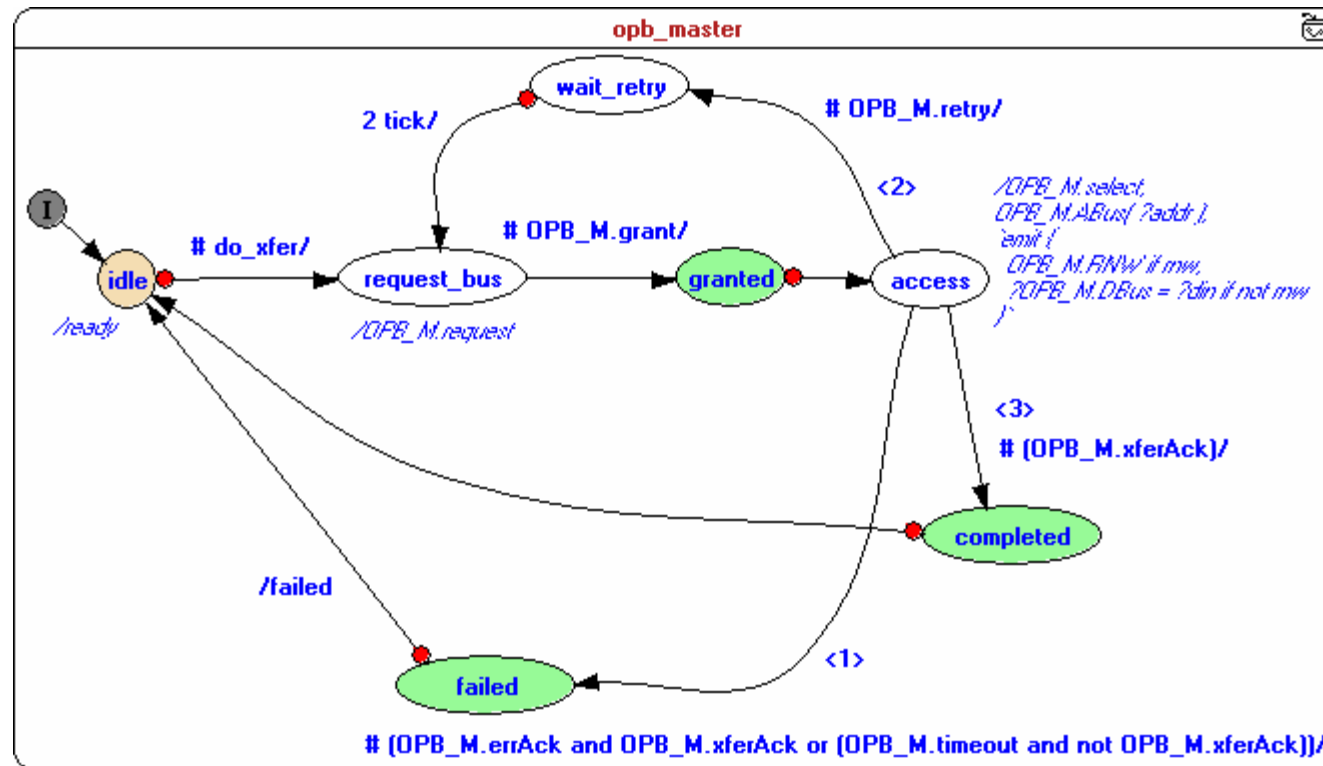 opb_master
wait_retry
2 tick/
# OPB_M.retry/
<2>
I
# do_xfer/
# OPB_M.grant/
idle
request_bus
granted
access
/ready
/OPB_M.request
/OPB_M.select,
OPB_M.ABus( ?addr ),
`emit {
OPB_M.RNW if rnw,
?OPB_M.DBus = ?din if not rnw
}`
<3>
# (OPB_M.xferAck)/
completed
/failed
<1>
failed
# (OPB_M.errAck and OPB_M.xferAck or (OPB_M.timeout and not OPB_M.xferAck))/